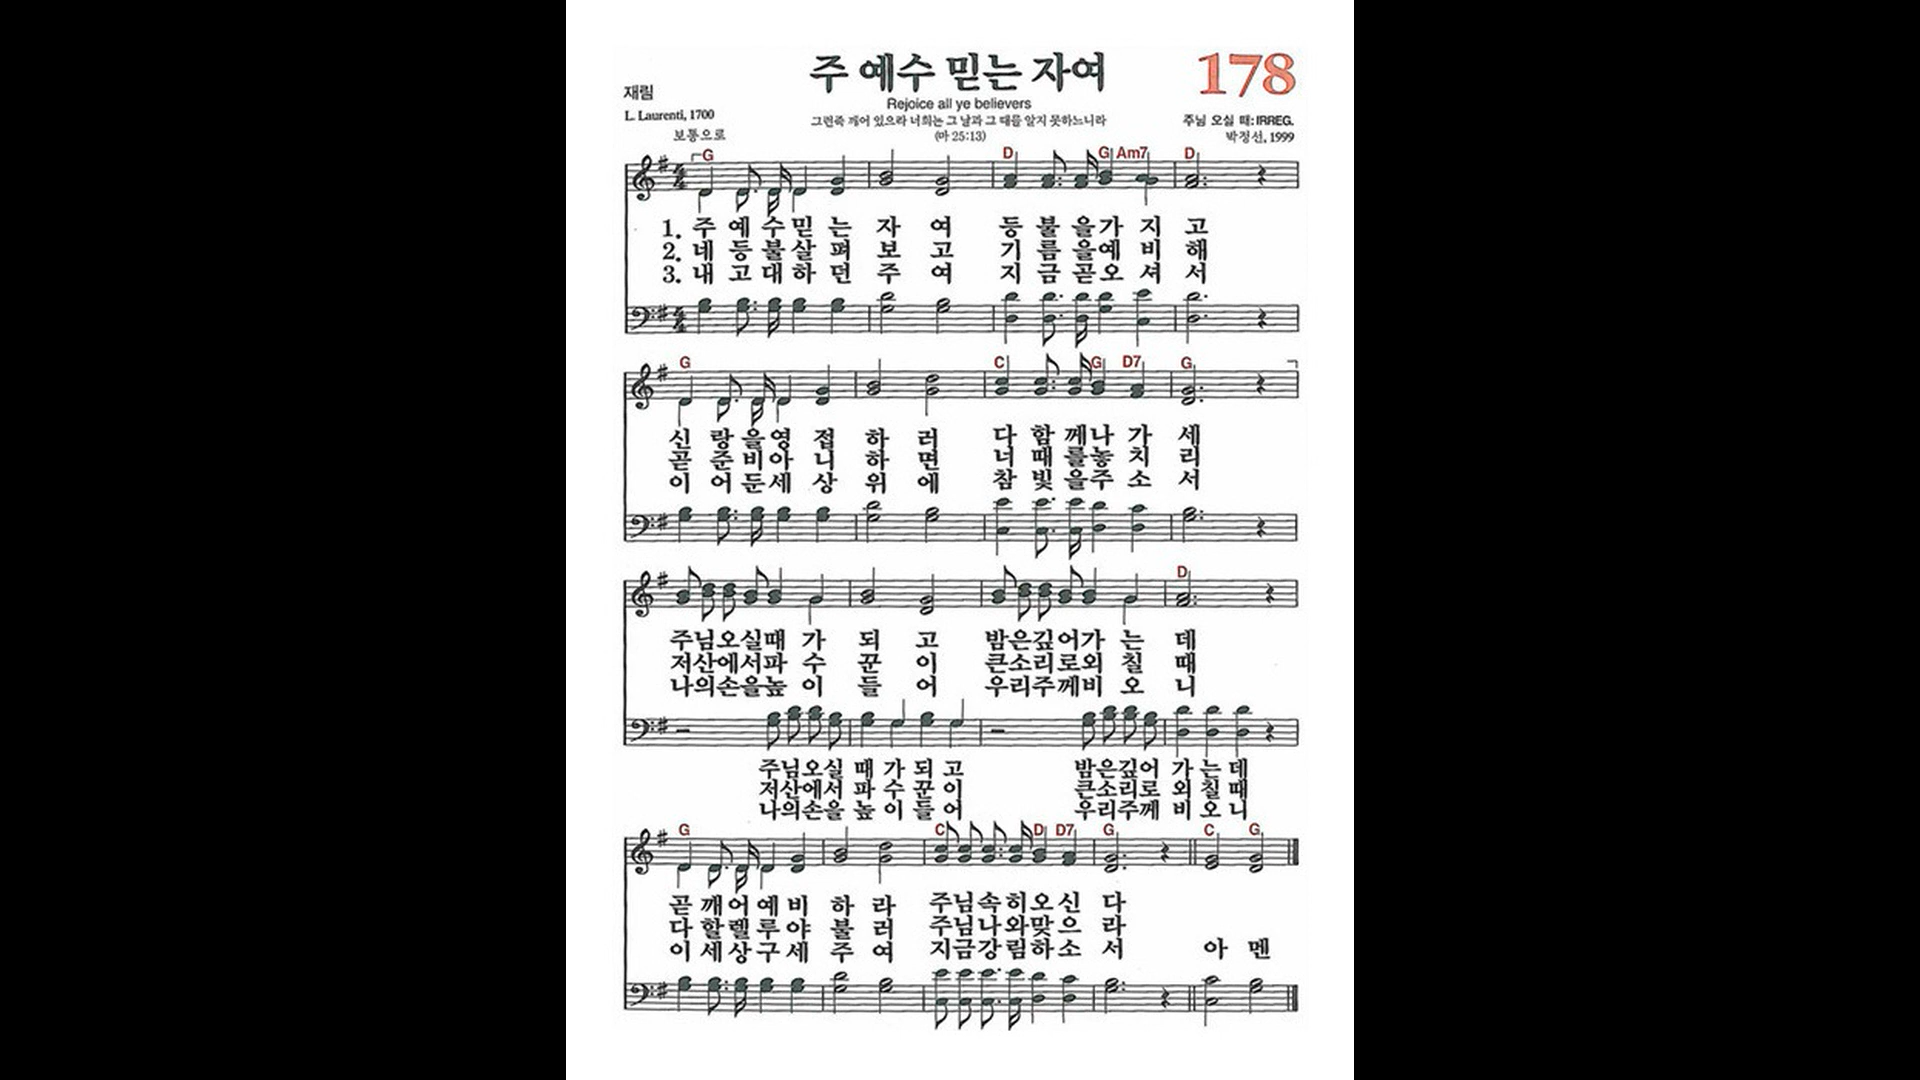 주 예수 믿는 자여
178
재림
Rejoice all ye believers
L. Laurenti, 1700
그런즉 깨어 있으라 너희는 그 날과 그 때를 알지 못하느니라
주님 오실 때: IRREG.
보통으로
(마 25:13)
박정선, 1999
G D G Am7 D
1. 주 예 수 믿 는 자 여 등 불 을 가 지 고
2. 네 등 불 살 펴 보 고 기 름 을 예 비 해
3. 내 고 대 하 던 주 여 지 금 곧 오 셔 서
G C G D7 G
신 랑 을 영 접 하 러 다 함 께 나 가 세
곧 준 비 아 니 하 면 너 때 를 놓 치 리
이 어 둔 세 상 위 에 참 빛 을 주 소 서
D
주님오실때 가 되 고 밤은깊어가 는 데
저산에서파 수 꾼 이 큰소리로외 칠 때
나의손을높 이 들 어 우리주께비 오 니
주님오실 때 가 되 고 밤은깊어 가 는 데
저산에서 파 수 꾼 이 큰소리로 외 칠 때
나의손을 높 이 들 어 우리주께 비 오 니
G C D D7 G C G
곧 깨 어 예 비 하 라 주님속히오 신 다
다 할 렐 루 야 불 러 주님나와맞 으 라
이 세 상 구 세 주 여 지금강림하 소 서 아 멘